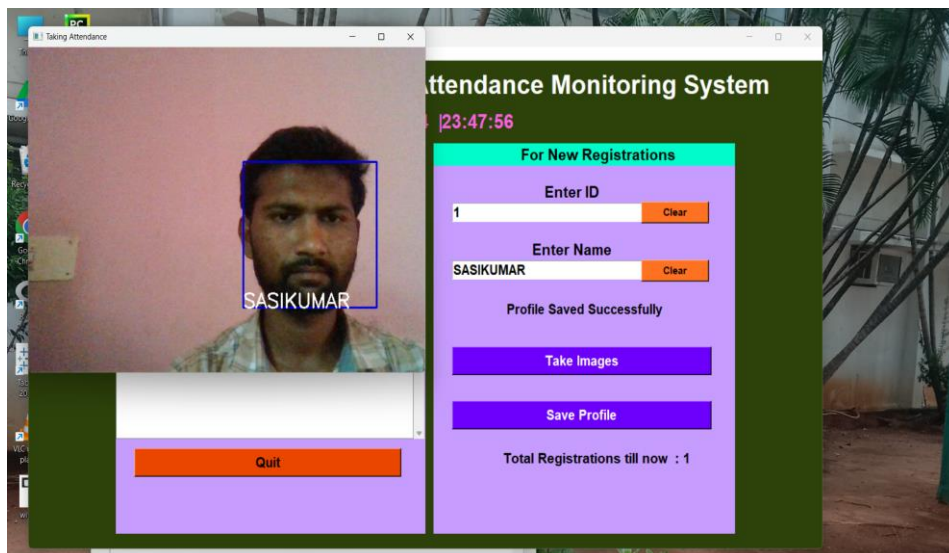 Taking Attendance
ttendance Monitoring System
|23:47:56
For New Registrations
Enter ID
1
Clear
Enter Name
SASIKUMAR
Clear
SASIKUMAR
Profile Saved Successfully
Take Images
Save Profile
Quit
Total Registrations till now : 1